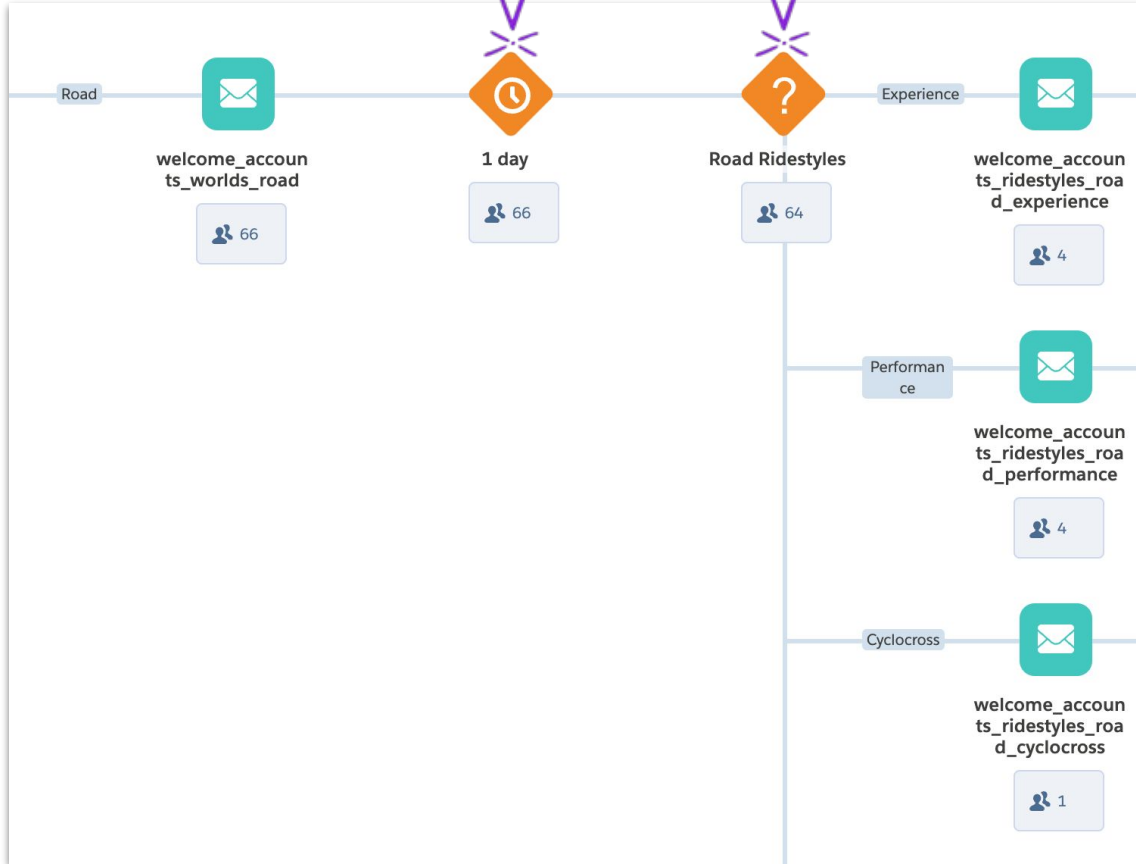 Road
welcome_accoun
ts_worlds_road
66
1 day
66
?
Road Ridestyles
64
Experience
welcome_accoun
ts_ridestyles_roa
d_experience
4
Performan
ce
welcome_accoun
ts_ridestyles_roa
d_performance
4
Cyclocross
welcome_accoun
ts_ridestyles_roa
d_cyclocross
1